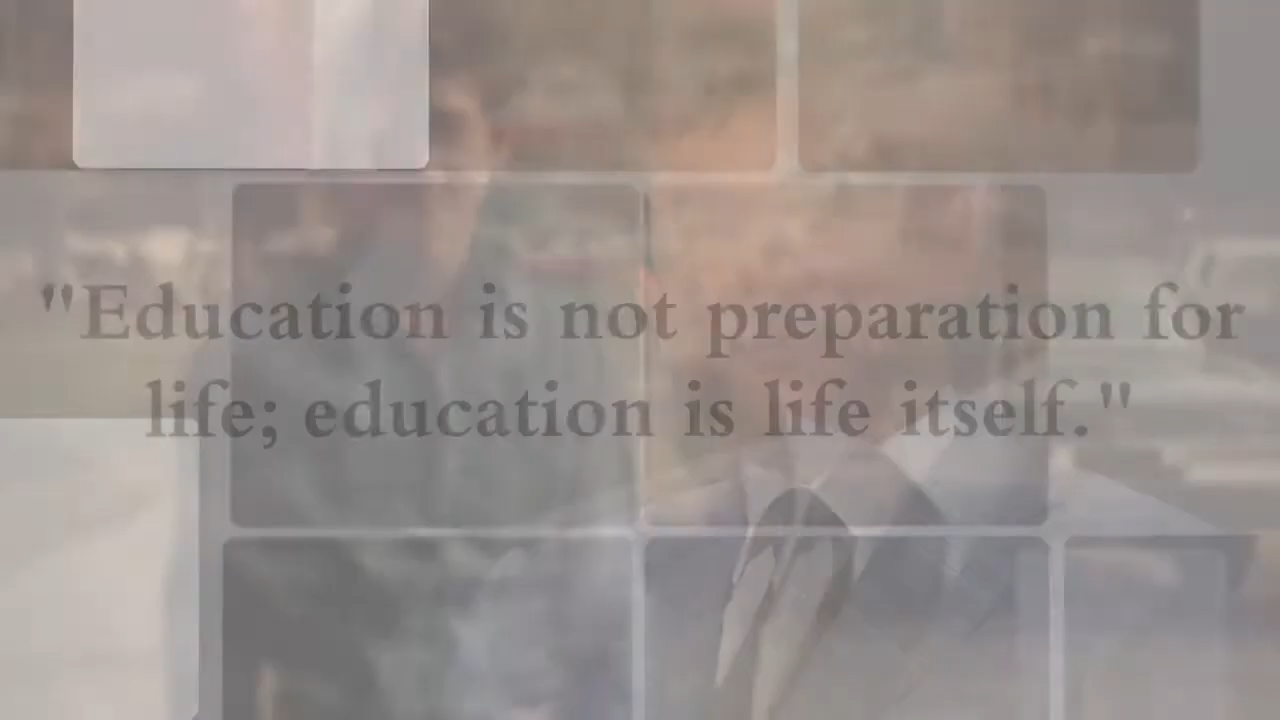 "Education is not preparation for
life; education is life itself."